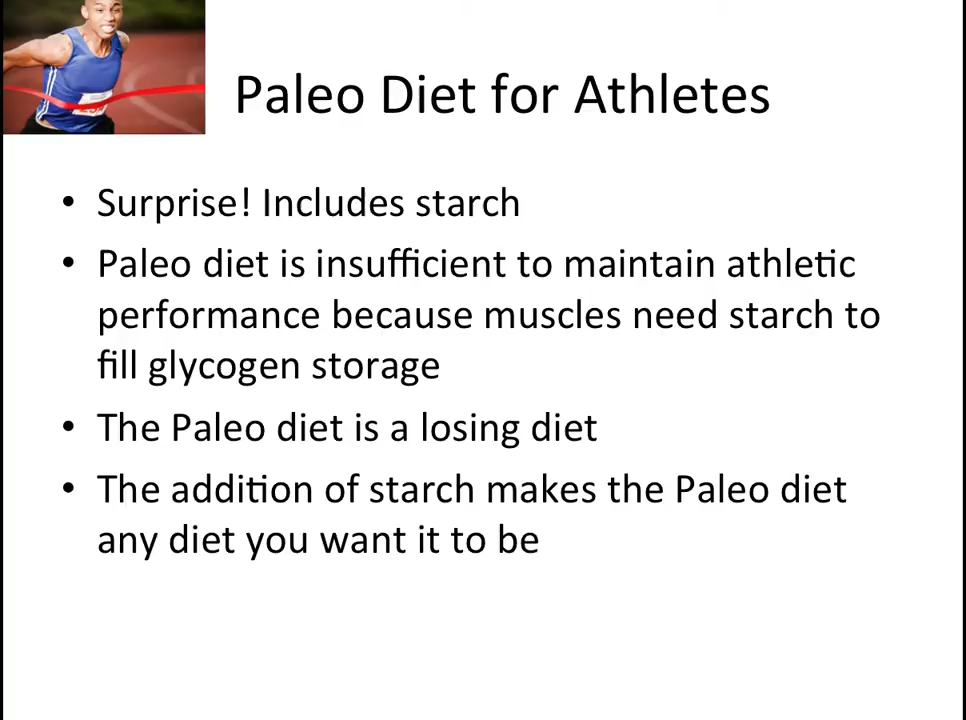 Paleo Diet for Athletes
• Surprise! Includes starch
• Paleo diet is insufficient to maintain athletic
performance because muscles need starch to
fill glycogen storage
• The Paleo diet is a losing diet
• The addition of starch makes the Paleo diet
any diet you want it to be